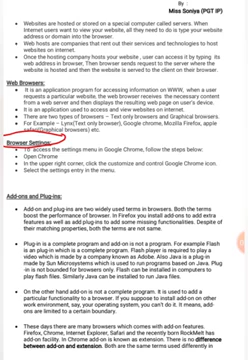 By :
Miss Soniya (PGT IP)
• Websites are hosted or stored on a special computer called servers. When
Internet users want to view your website, all they need to do is type your website
address or domain into the browser.
• Web hosts are companies that rent out their services and technologies to host
websites on internet.
• Once the hosting company hosts your website , user can access it by typing its
web address in browser. Then browser sends request to the server where the
website is hosted and then the website is served to the client on their browser.
Web Browsers:
• It is an application program for accessing information on WWW, when a user
requests a particular website, the web browser receives the necessary content
from a web server and then displays the resulting web page on user's device.
• It is an application used to access and view websites on internet.
• There are two types of browsers – Text only browsers and Graphical browsers.
• For Example – Lynx(Text only browser), Google chrome, Mozilla Firefox, apple
safari(Graphical browsers) etc.
Browser Settings:
• To access the settings menu in Google Chrome, follow the steps below:
• Open Chrome
• In the upper right corner, click the customize and control Google Chrome icon.
• Select the settings entry in the menu.
Add-ons and Plug-ins:
• Add-on and plug-ins are two widely used terms in browsers. Both the terms
boost the performance of browser. In Firefox you install add-ons to add extra
features as well as add plug-ins to add some missing functionalities. Despite of
their matching properties, both the terms are not same.
• Plug-in is a complete program and add-on is not a program. For example Flash
is an plug-in which is a complete program. Flash player is required to play a
video which is made by a company as Adobe. Also Java is a plug-in
made by Sun Microsystems which is used to run programs based on Java. Plug
-in is not bounded for browsers only. Flash can be installed in computers to
play flash files. Similarly Java can be installed to run Java files.
• On the other hand add-on is not a complete program. It is used to add a
particular functionality to a browser. If you suppose to install add-on on other
work environment, say, your operating system, you can't do it. It means, add-
ons are limited to a certain boundary.
• These days there are many browsers which comes with add-on features.
Firefox, Chrome, Internet Explorer, Safari and the recently born RockMelt has
add-on facility. In Chrome add-on is known as extension. There is no difference
between add-on and extension. Both are the same terms used differently in